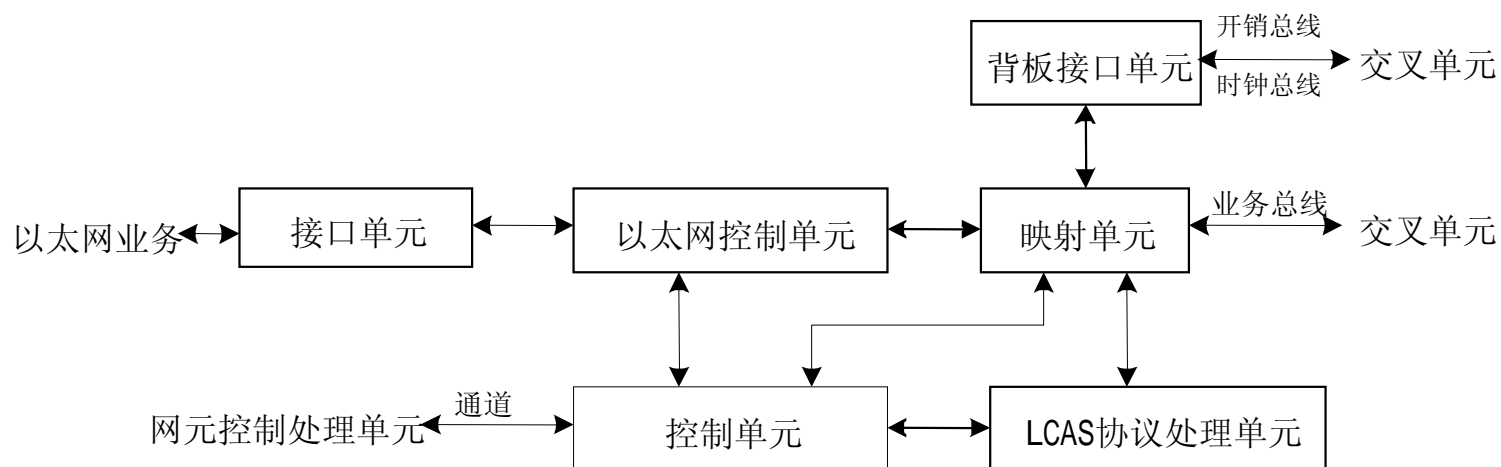 开销总线
背板接口单元
交叉单元
时钟总线
业务总线
以太网业务
接口单元
以太网控制单元
映射单元
交叉单元
通道
网元控制处理单元
控制单元
LCAS协议处理单元